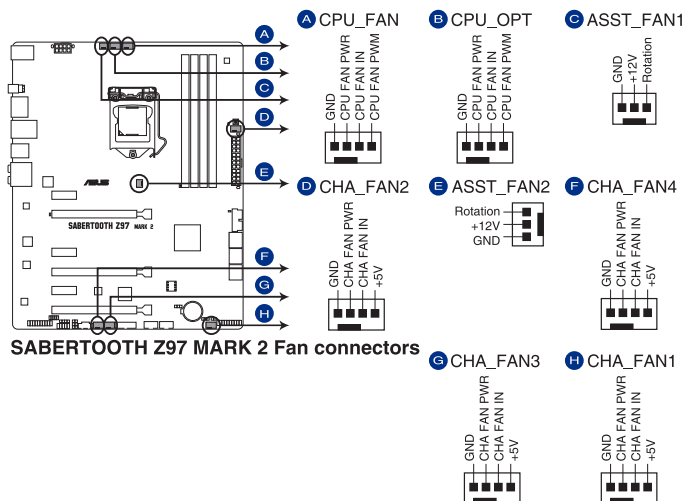 A CPU_FAN
GND
CPU FAN PWR
CPU FAN IN
CPU FAN PWM
B CPU_OPT
GND
CPU FAN PWR
CPU FAN IN
CPU FAN PWM
C ASST_FAN1
GND
+12V
Rotation
A
B
C
D
E
F
G
H
/ISUS
SABERTOOTH Z97 MARK 2
D CHA_FAN2
GND
CHA FAN PWR
CHA FAN IN
+5V
E ASST_FAN2
Rotation
+12V
GND
F CHA_FAN4
GND
CHA FAN PWR
CHA FAN IN
+5V
SABERTOOTH Z97 MARK 2 Fan connectors
G CHA_FAN3
GND
CHA FAN PWR
CHA FAN IN
+5V
H CHA_FAN1
GND
CHA FAN PWR
CHA FAN IN
+5V